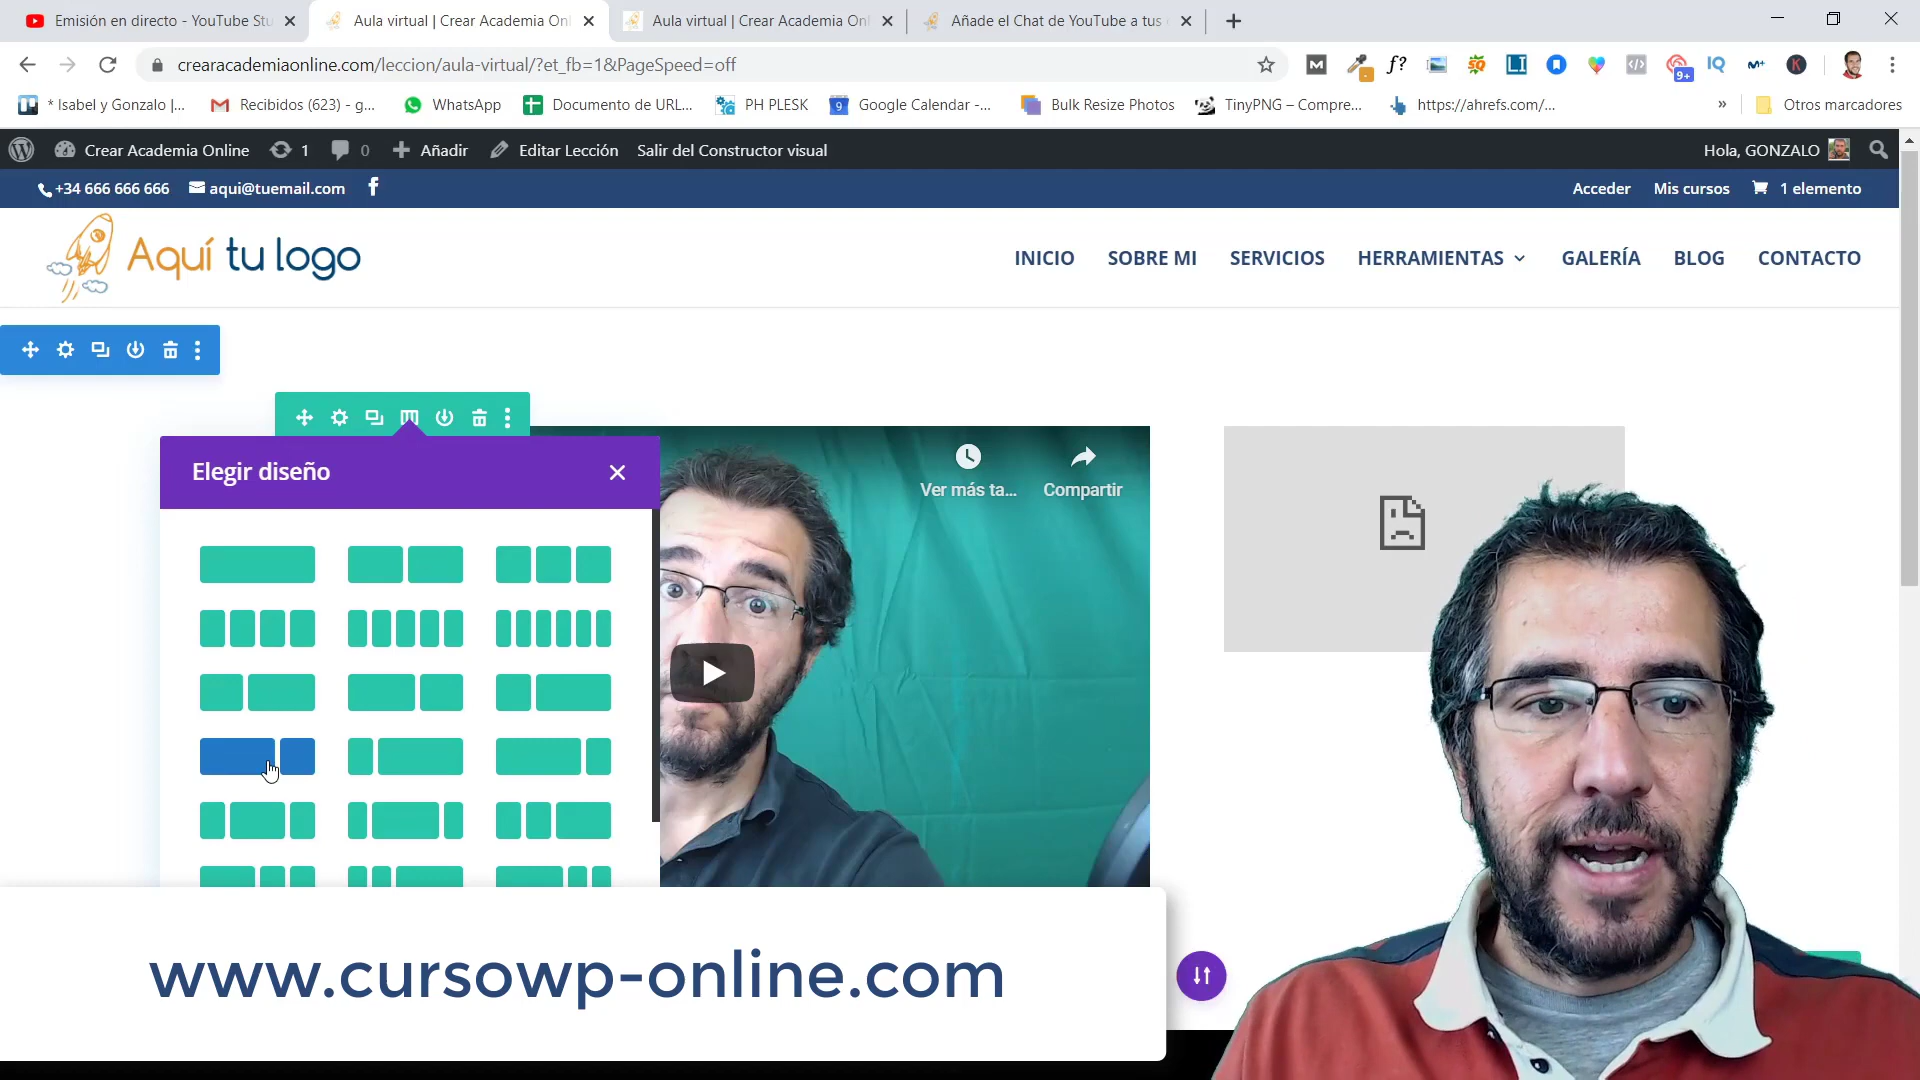 Emisión en directo - YouTube Stu
Aula virtual | Crear Academia Onl
Aula virtual | Crear Academia Onl
Añade el Chat de YouTube a tus
crearacademiaonline.com/leccion/aula-virtual/?et_fb=1&PageSpeed=off
* Isabel y Gonzalo |...
Recibidos (623) - g...
WhatsApp
Documento de URL...
PH PLESK
Google Calendar -...
Bulk Resize Photos
TinyPNG – Compre...
https://ahrefs.com/...
»
Otros marcadores
Crear Academia Online
1
0
Añadir
Editar Lección
Salir del Constructor visual
Hola, GONZALO
+34 666 666 666
aqui@tuemail.com
Acceder
Mis cursos
1 elemento
Aquí tu logo
INICIO
SOBRE MI
SERVICIOS
HERRAMIENTAS
GALERÍA
BLOG
CONTACTO
Elegir diseño
Ver más ta...
Compartir
www.cursowp-online.com